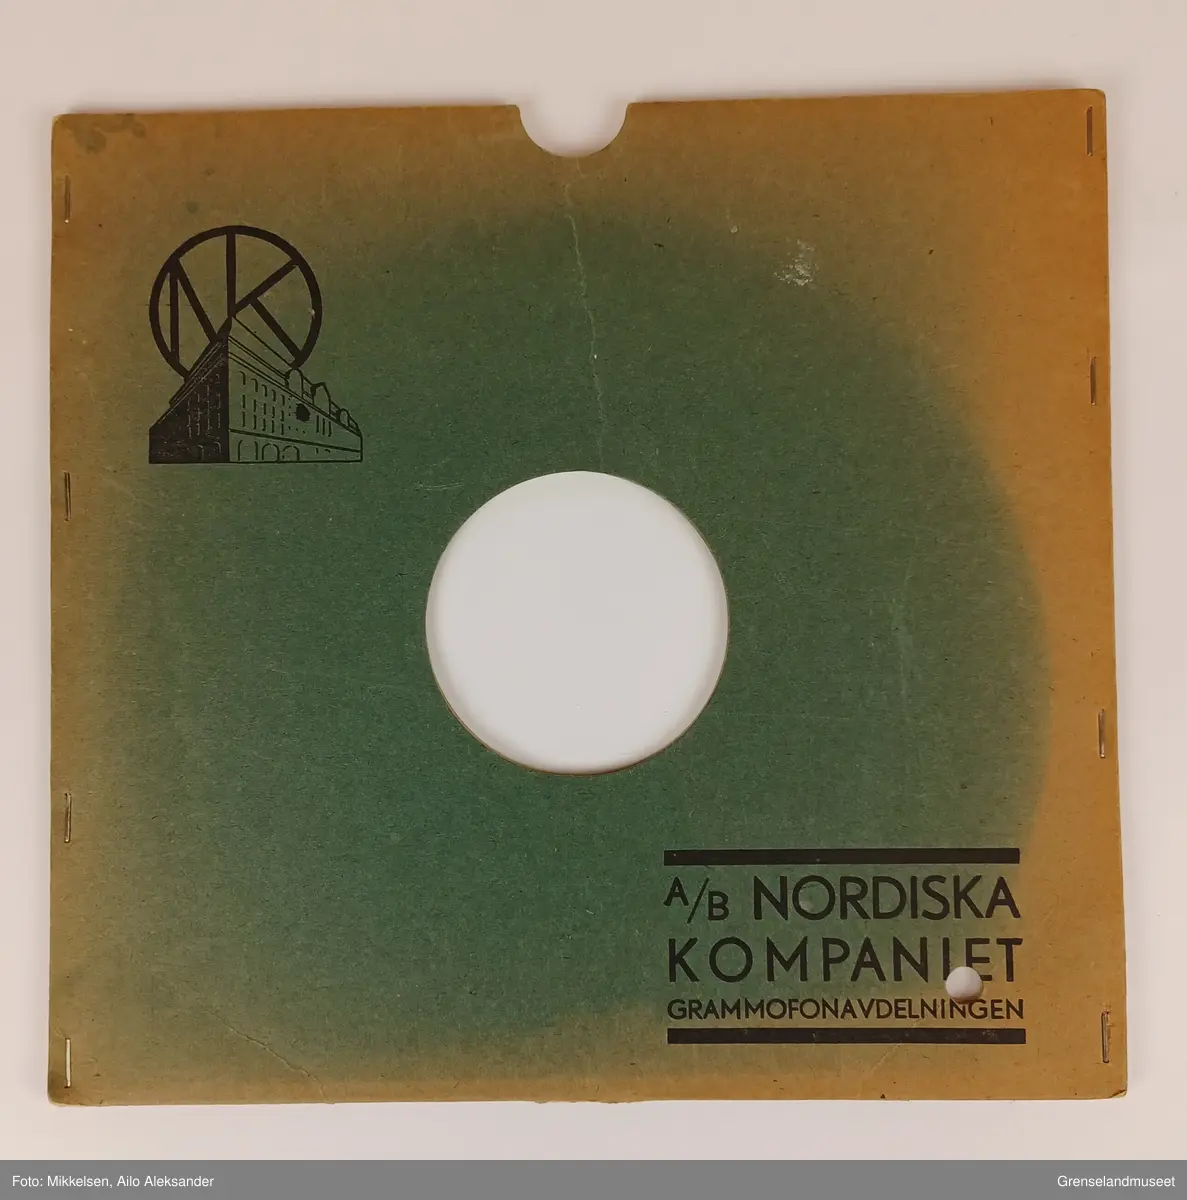 NK
A/B NORDISKA
KOMPANIET
GRAMMOFONAVDELNINGEN
Foto: Mikkelsen, Ailo Aleksander
Grenselandmuseet